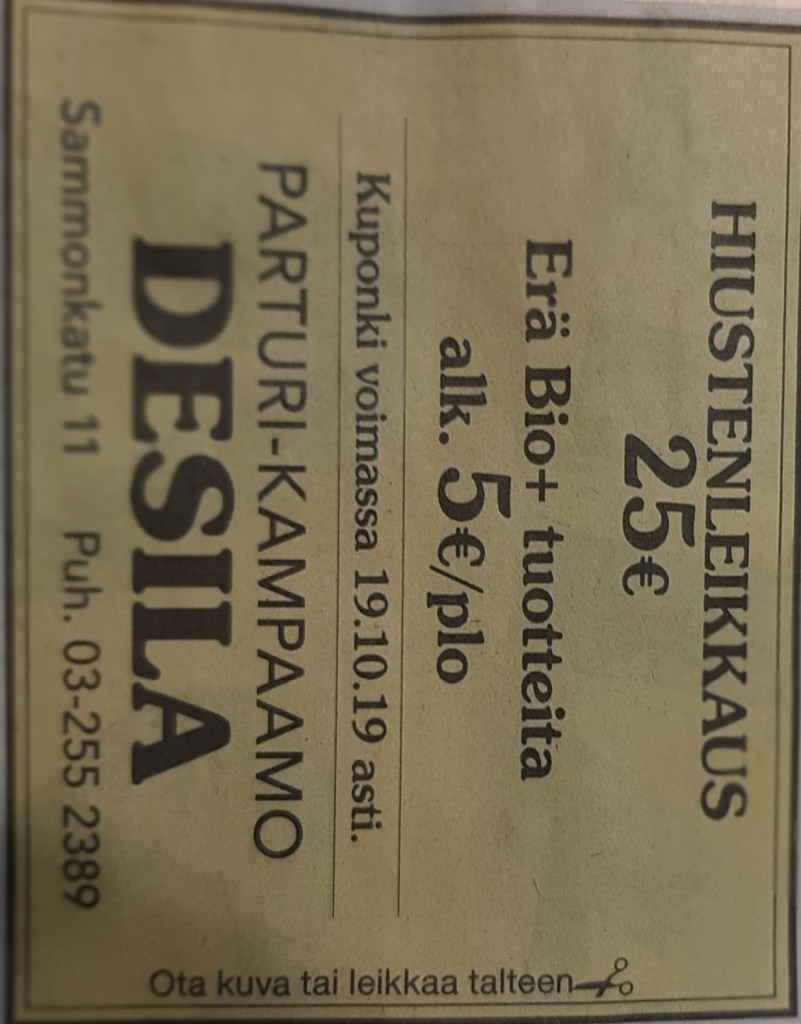 HIUSTENLEIKKAUS
25€
Erä Bio+ tuotteita
alk. 5€/plo
Kuponki voimassa 19.10.19 asti.
PARTURI-KAMPAAMO
DESILA
Sammonkatu 11 Puh. 03-255 2389
Ota kuva tai leikkaa talteen